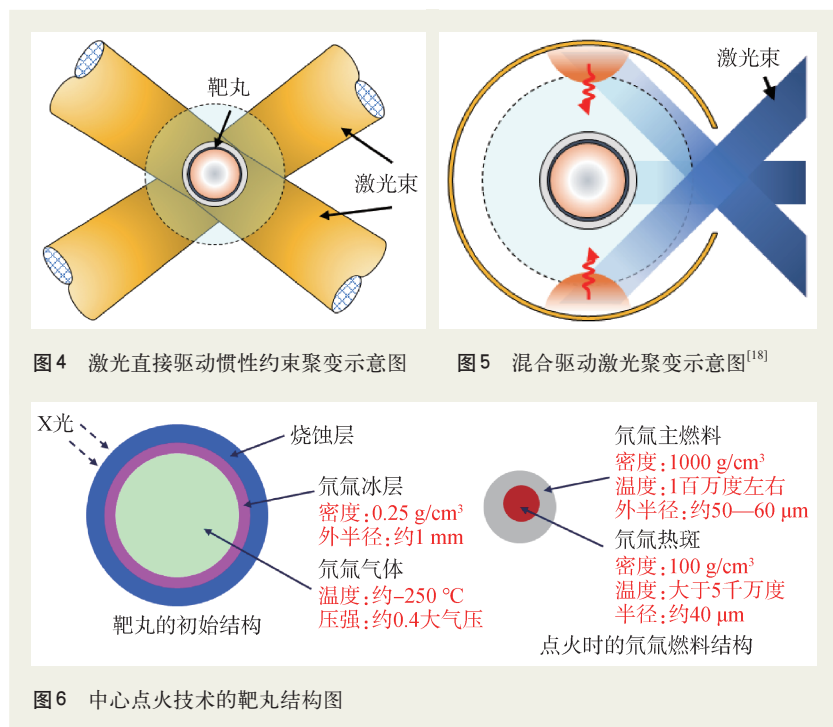 靶丸
激光束
激光束
图4 激光直接驱动惯性约束聚变示意图
图5 混合驱动激光聚变示意图[18]
X光
烧蚀层
氘氚冰层
密度:0.25 g/cm³
外半径:约1 mm
氘氚气体
温度:约–250 ℃
压强:约0.4大气压
靶丸的初始结构
氘氚主燃料
密度:1000 g/cm³
温度:1百万度左右
外半径:约50—60 μm
氘氚热斑
密度:100 g/cm³
温度:大于5千万度
半径:约40 μm
点火时的氘氚燃料结构
图6 中心点火技术的靶丸结构图